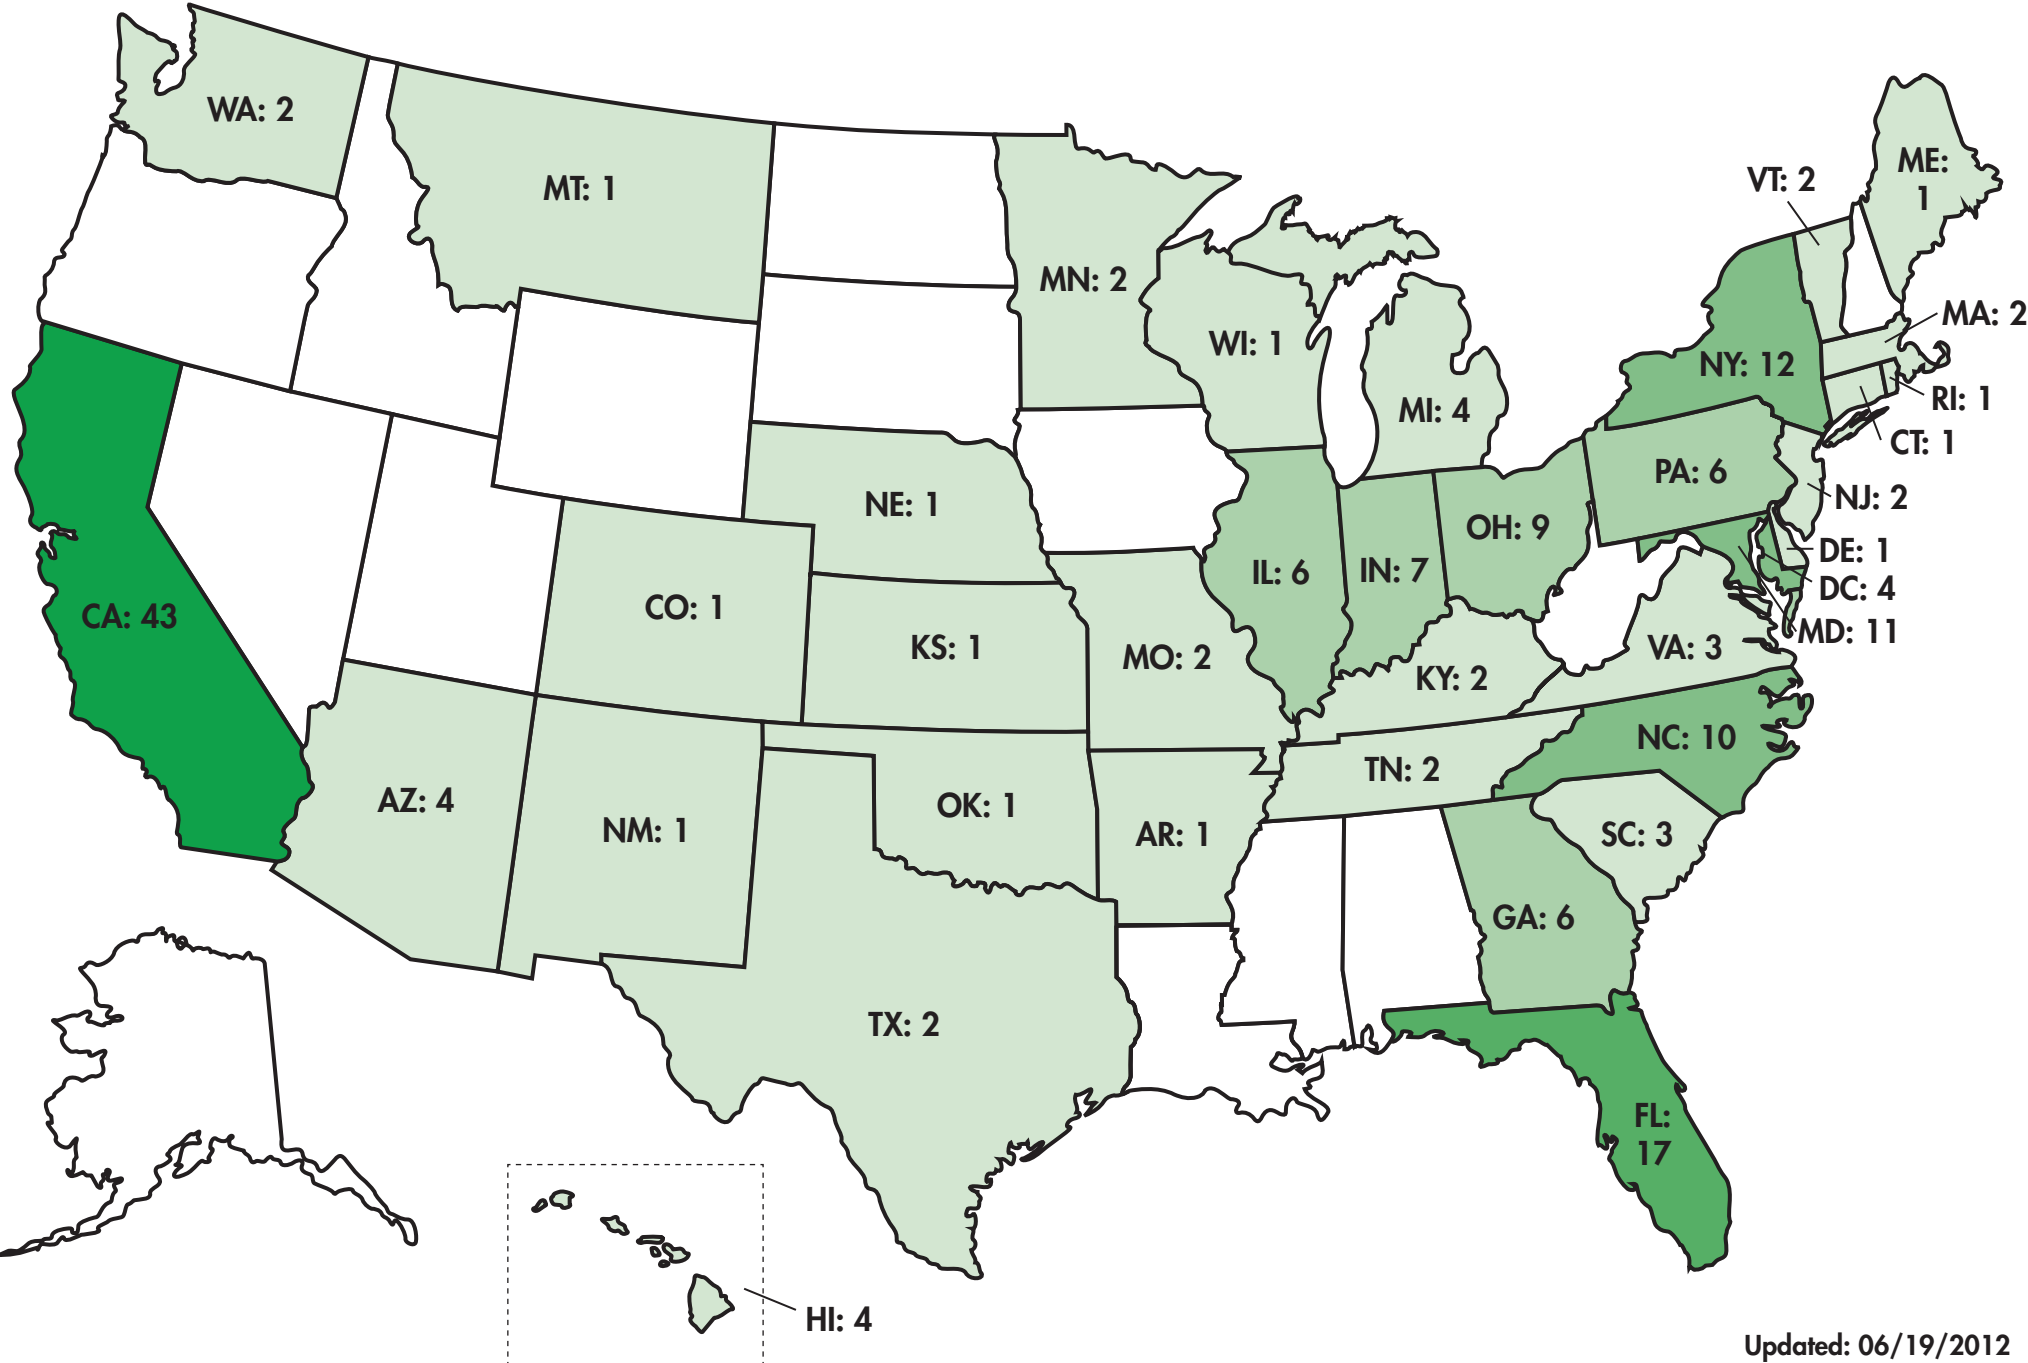 WA: 2
MT: 1
MN: 2
WI: 1
MI: 4
VT: 2
ME:
1
MA: 2
NY: 12
RI: 1
CT: 1
PA: 6
NJ: 2
NE: 1
OH: 9
IL: 6
IN: 7
DE: 1
DC: 4
MD: 11
CA: 43
CO: 1
KS: 1
MO: 2
KY: 2
VA: 3
NC: 10
AZ: 4
NM: 1
OK: 1
AR: 1
TN: 2
SC: 3
GA: 6
TX: 2
FL:
17
HI: 4
Updated: 06/19/2012